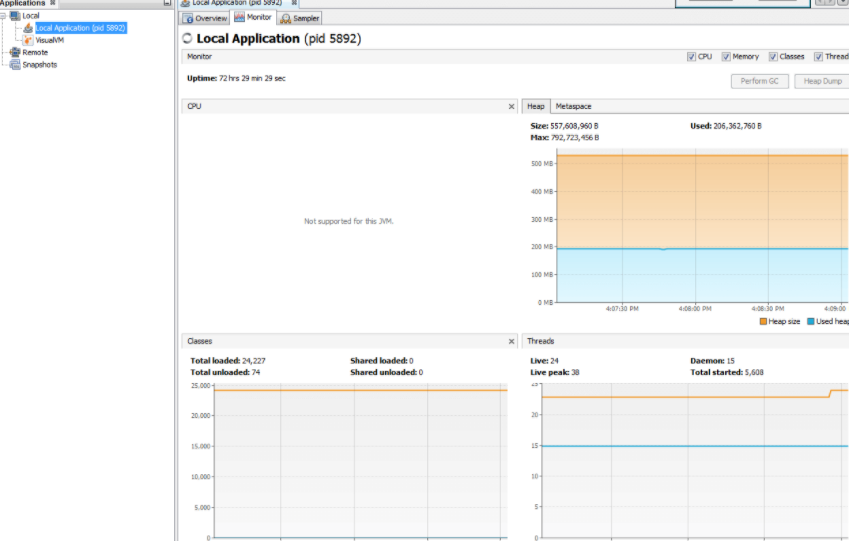 Applications
Local Application (pid 5892)
Local
Local Application (pid 5892)
VisualVM
Remote
Snapshots
Overview Monitor Sampler
Local Application (pid 5892)
Monitor
CPU Memory Classes Thread
Uptime: 72 hrs 29 min 29 sec
Perform GC Heap Dump
CPU
Not supported for this JVM.
Heap Metaspace
Size: 557,608,960 B Used: 206,362,760 B
Max: 792,723,456 B
500 MB
400 MB
300 MB
200 MB
100 MB
0 MB
4:07:30 PM 4:08:00 PM 4:08:30 PM 4:09:00
Heap size Used heap
Classes
Total loaded: 24,227 Shared loaded: 0
Total unloaded: 74 Shared unloaded: 0
25,000
20,000
15,000
10,000
5,000
0
Threads
Live: 24 Daemon: 15
Live peak: 38 Total started: 5,608
25
20
15
10
5
0